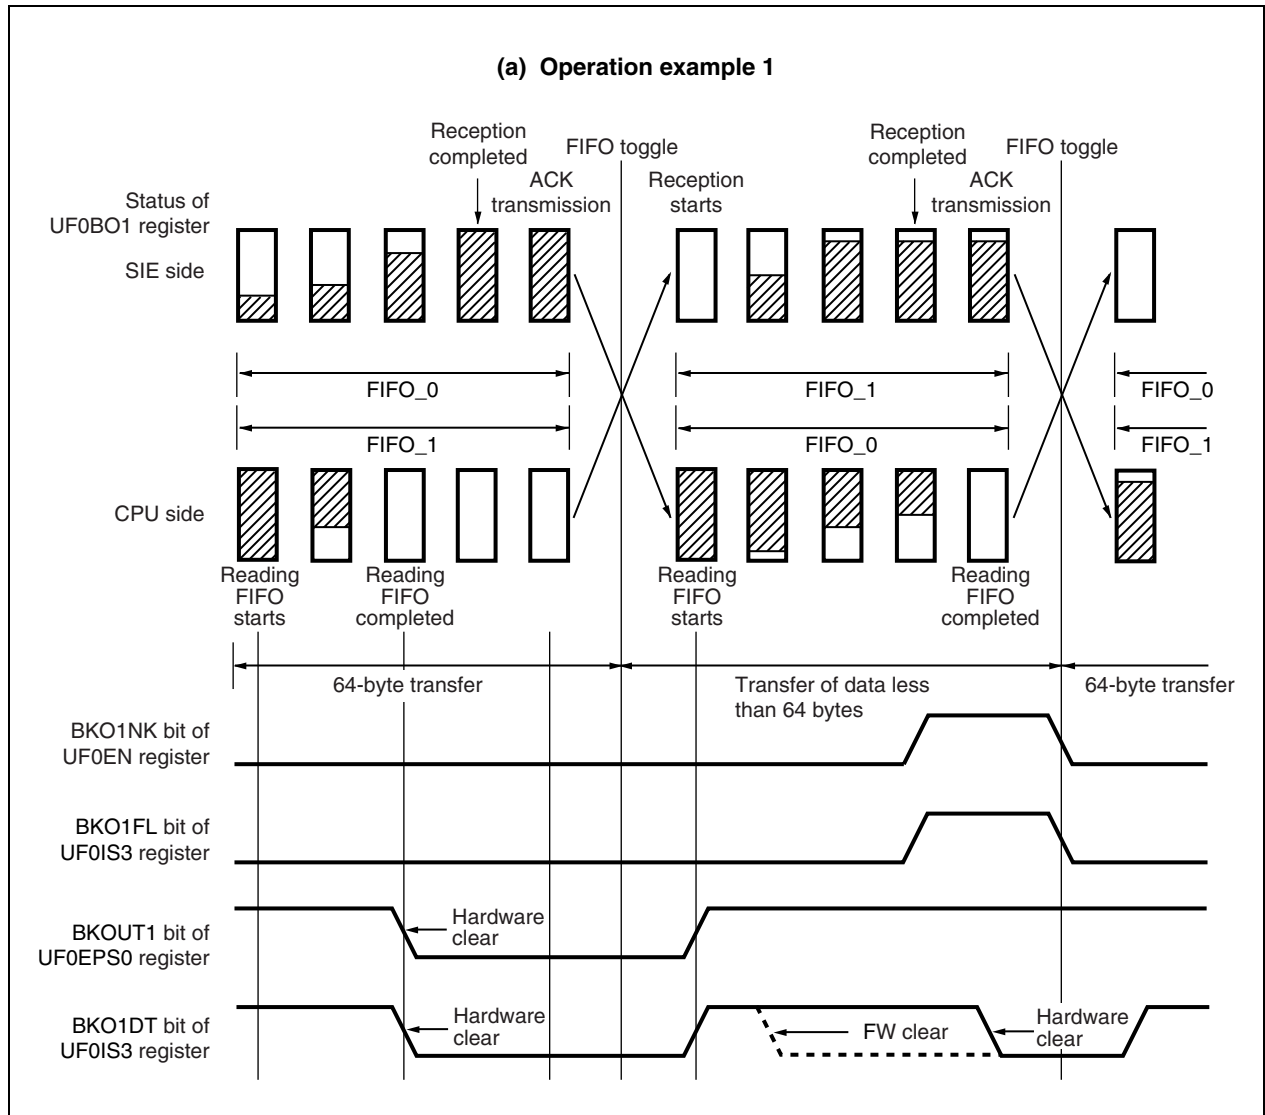 (a) Operation example 1
Reception
completed
FIFO toggle
Reception
completed
FIFO toggle
ACK
transmission
Reception
starts
ACK
transmission
Status of
UF0BO1 register
SIE side
FIFO_0
FIFO_1
FIFO_0
FIFO_1
FIFO_0
FIFO_1
CPU side
Reading
FIFO
starts
Reading
FIFO
completed
Reading
FIFO
starts
Reading
FIFO
completed
64-byte transfer
Transfer of data less
than 64 bytes
64-byte transfer
BKO1NK bit of
UF0EN register
BKO1FL bit of
UF0IS3 register
BKOUT1 bit of
UF0EPS0 register
Hardware
clear
BKO1DT bit of
UF0IS3 register
Hardware
clear
FW clear
Hardware
clear